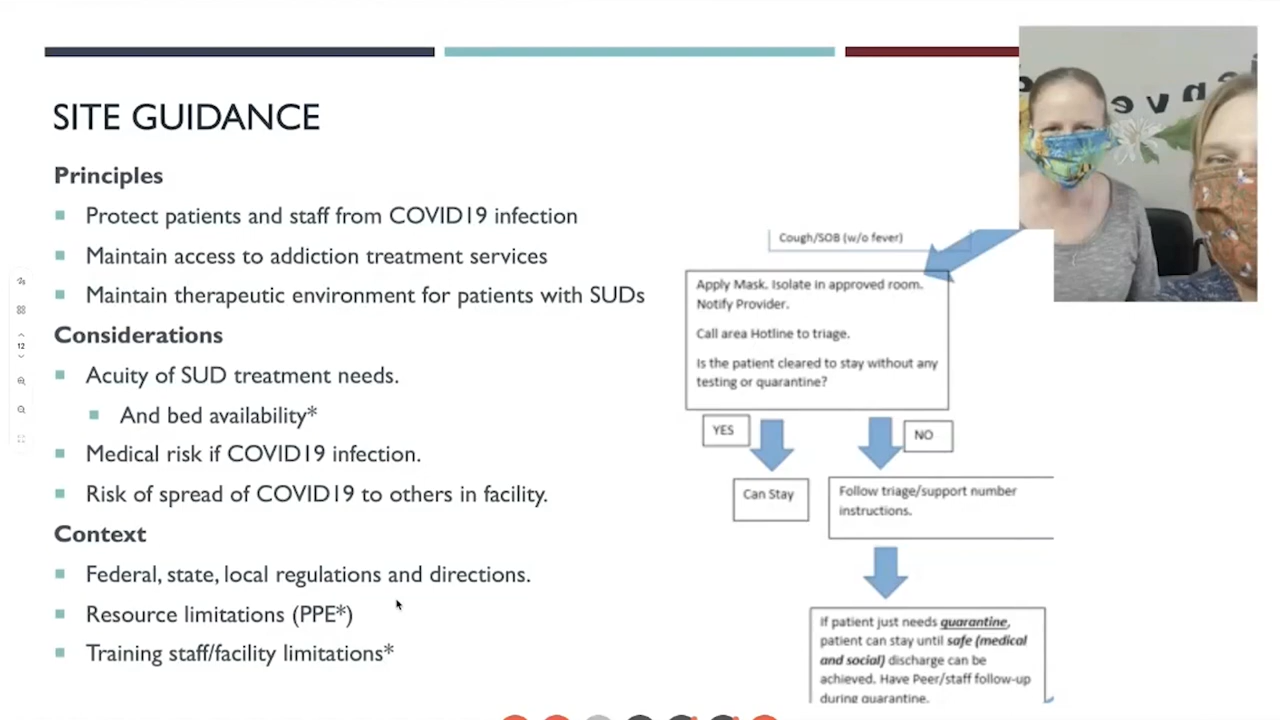 SITE GUIDANCE
Principles
Protect patients and staff from COVID19 infection
Maintain access to addiction treatment services
Maintain therapeutic environment for patients with SUDs
Considerations
Acuity of SUD treatment needs.
And bed availability*
Medical risk if COVID19 infection.
Risk of spread of COVID19 to others in facility.
Context
Federal, state, local regulations and directions.
Resource limitations (PPE*)
Training staff/facility limitations*
12
Cough/SOB (w/o fever)
Apply Mask. Isolate in approved room.
Notify Provider.
Call area Hotline to triage.
Is the patient cleared to stay without any
testing or quarantine?
YES
NO
Can Stay
Follow triage/support number
instructions.
If patient just needs quarantine,
patient can stay until safe (medical
and social) discharge can be
achieved. Have Peer/staff follow-up
during quarantine.